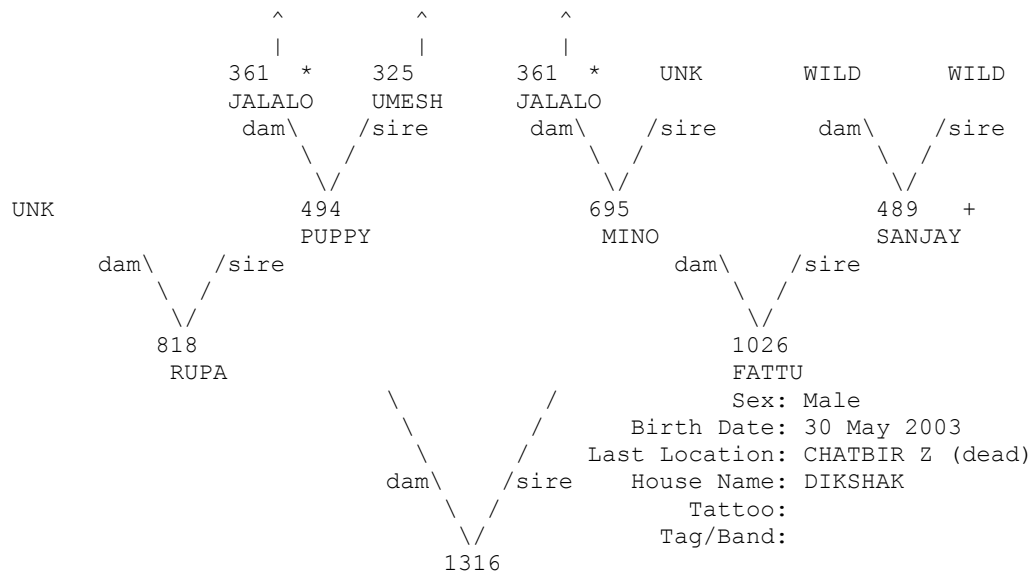 ^ ^ ^
| | |
361 * 325 361 * UNK WILD WILD
JALALO UMESH JALALO
dam\ /sire dam\ /sire dam\ /sire
\ / \ / \ /
\/ \/ \/
UNK 494 695 489 +
PUPPY MINO SANJAY
dam\ /sire dam\ /sire
\ / \ /
\/ \/
818 1026
RUPA FATTU
\ / Sex: Male
\ / Birth Date: 30 May 2003
\ / Last Location: CHATBIR Z (dead)
dam\ /sire House Name: DIKSHAK
\ / Tattoo:
\/ Tag/Band:
1316